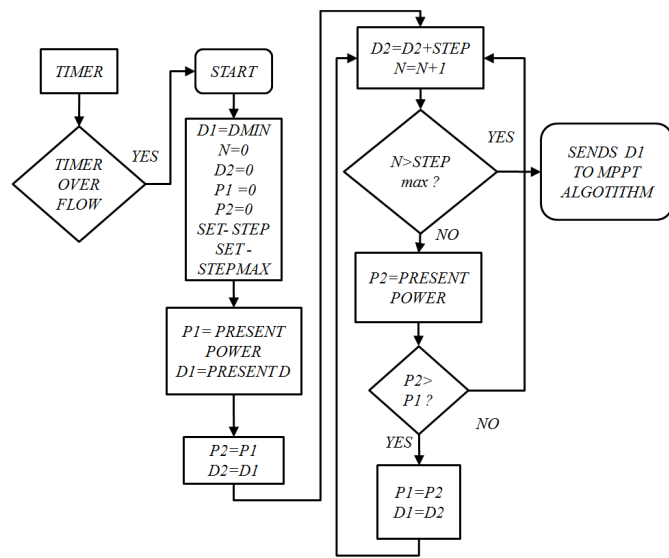 TIMER
TIMER
OVER
FLOW
YES
START
D1=DMIN
N=0
D2=0
P1 =0
P2=0
SET- STEP
SET -
STEPMAX
P1= PRESENT
POWER
D1=PRESENT D
P2=P1
D2=D1
D2=D2+STEP
N=N+1
N>STEP
max ?
YES
NO
SENDS D1
TO MPPT
ALGOTITHM
P2=PRESENT
POWER
P2>
P1 ?
NO
YES
P1=P2
D1=D2